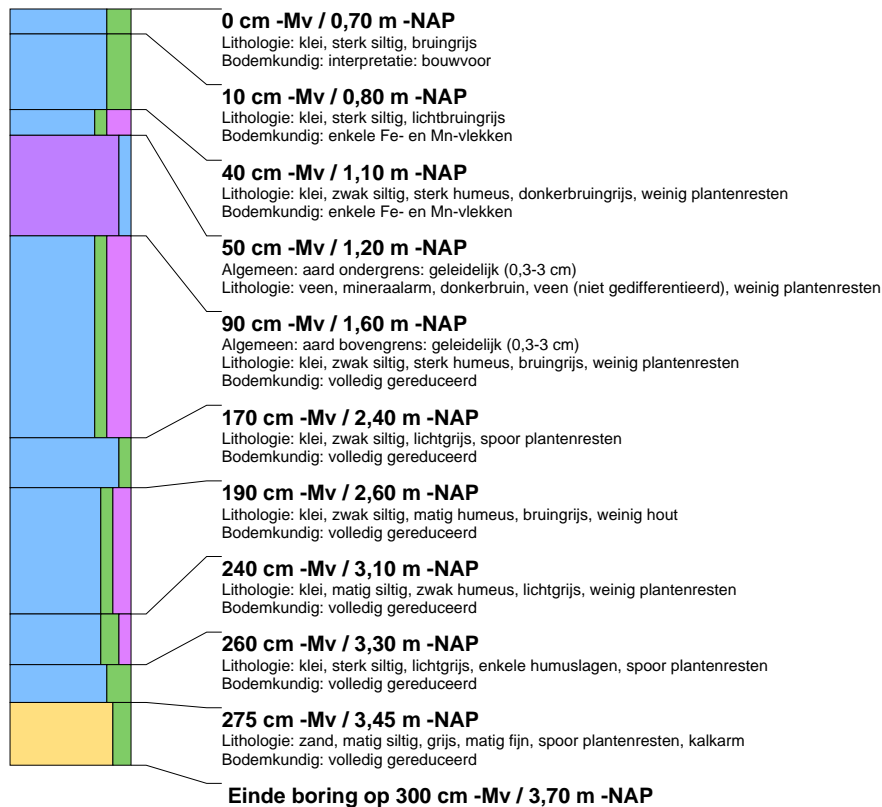 0 cm -Mv / 0,70 m -NAP
Lithologie: klei, sterk siltig, bruingrijs
Bodemkundig: interpretatie: bouwvoor
10 cm -Mv / 0,80 m -NAP
Lithologie: klei, sterk siltig, lichtbruingrijs
Bodemkundig: enkele Fe- en Mn-vlekken
40 cm -Mv / 1,10 m -NAP
Lithologie: klei, zwak siltig, sterk humeus, donkerbruingrijs, weinig plantenresten
Bodemkundig: enkele Fe- en Mn-vlekken
50 cm -Mv / 1,20 m -NAP
Algemeen: aard ondergrens: geleidelijk (0,3-3 cm)
Lithologie: veen, mineraalarm, donkerbruin, veen (niet gedifferentieerd), weinig plantenresten
90 cm -Mv / 1,60 m -NAP
Algemeen: aard bovengrens: geleidelijk (0,3-3 cm)
Lithologie: klei, zwak siltig, sterk humeus, bruingrijs, weinig plantenresten
Bodemkundig: volledig gereduceerd
170 cm -Mv / 2,40 m -NAP
Lithologie: klei, zwak siltig, lichtgrijs, spoor plantenresten
Bodemkundig: volledig gereduceerd
190 cm -Mv / 2,60 m -NAP
Lithologie: klei, zwak siltig, matig humeus, bruingrijs, weinig hout
Bodemkundig: volledig gereduceerd
240 cm -Mv / 3,10 m -NAP
Lithologie: klei, matig siltig, zwak humeus, lichtgrijs, weinig plantenresten
Bodemkundig: volledig gereduceerd
260 cm -Mv / 3,30 m -NAP
Lithologie: klei, sterk siltig, lichtgrijs, enkele humuslagen, spoor plantenresten
Bodemkundig: volledig gereduceerd
275 cm -Mv / 3,45 m -NAP
Lithologie: zand, matig siltig, grijs, matig fijn, spoor plantenresten, kalkarm
Bodemkundig: volledig gereduceerd
Einde boring op 300 cm -Mv / 3,70 m -NAP